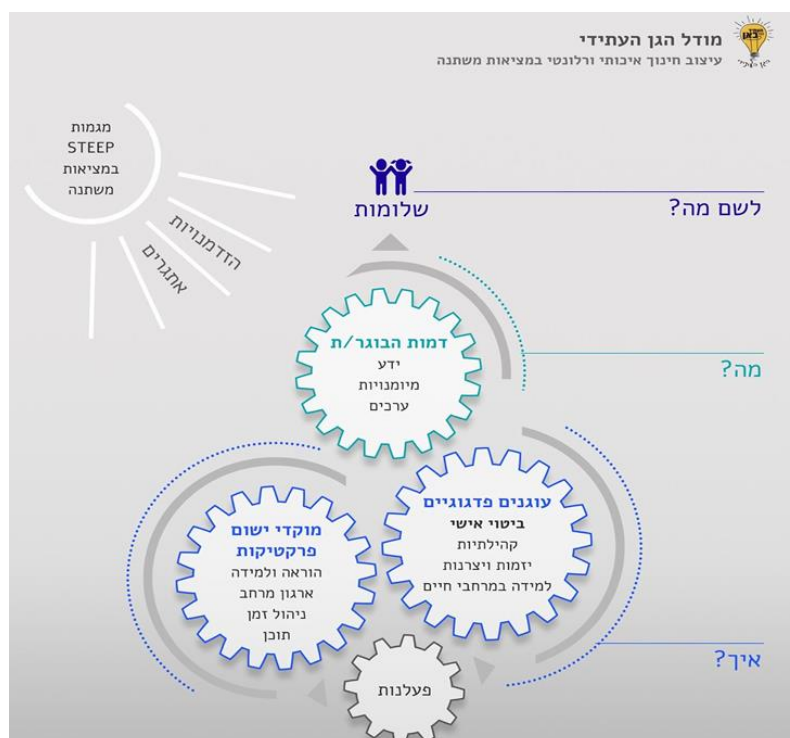 מודל הגן העתידי
עיצוב חינוך איכותי ורלונטי במציאות משתנה
מגמות
STEEP
במציאות
משתנה
הזדמנויות
אתגרים
שלומות
לשם מה?
דמות הבוגר/ת
ידע
מיומנויות
ערכים
מה?
עוגנים פדגוגיים
ביטוי אישי
קהילתיות
יזמות ויצרנות
למידה במרחבי חיים
מוקדי ישום
פרקטיקות
הוראה ולמידה
ארגון מרחב
ניהול זמן
תוכן
איך?
פעלנות